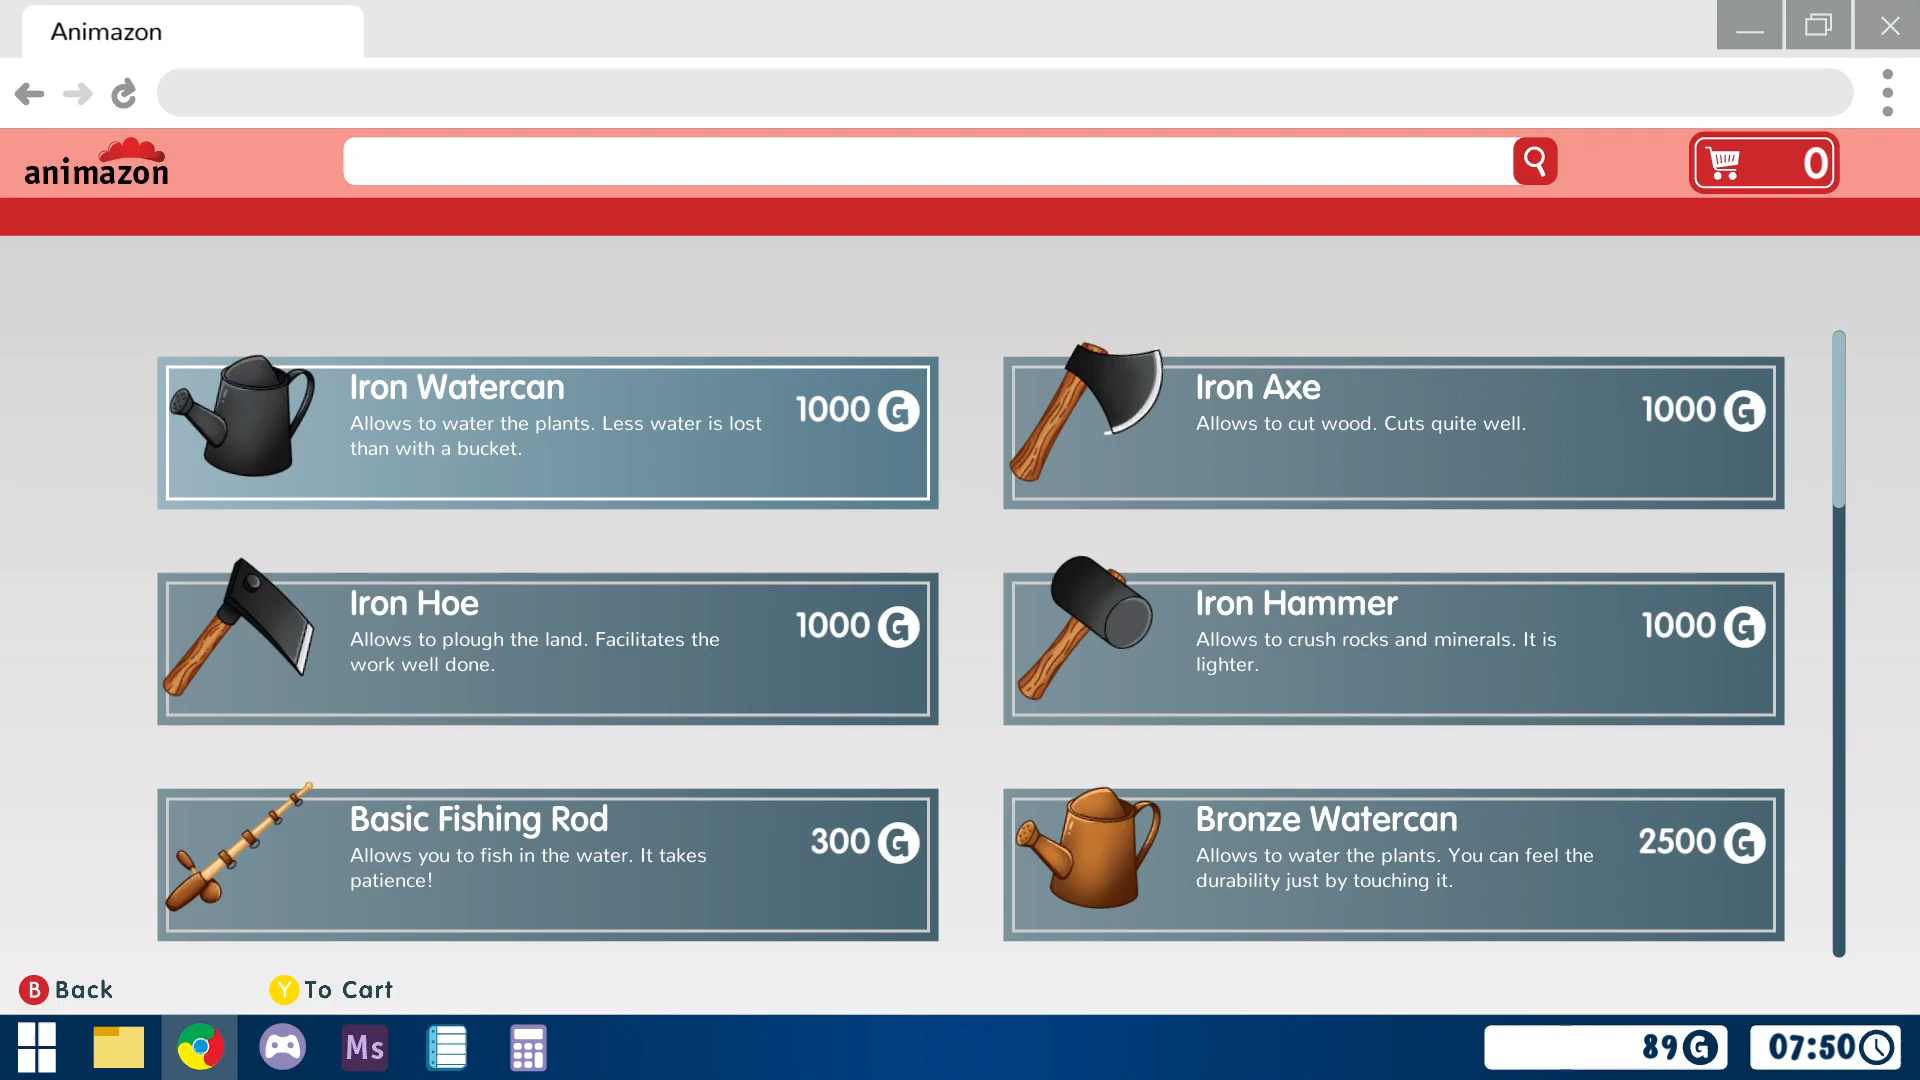 Animazon
animazon
0
Iron Watercan
1000 G
Allows to water the plants. Less water is lost
than with a bucket.
Iron Axe
1000 G
Allows to cut wood. Cuts quite well.
Iron Hoe
1000 G
Allows to plough the land. Facilitates the
work well done.
Iron Hammer
1000 G
Allows to crush rocks and minerals. It is
lighter.
Basic Fishing Rod
300 G
Allows you to fish in the water. It takes
patience!
Bronze Watercan
2500 G
Allows to water the plants. You can feel the
durability just by touching it.
B Back
Y To Cart
Ms
89 G
07:50